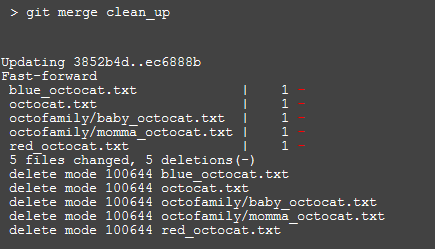 > git merge clean_up
Updating 3852b4d..ec6888b
Fast-forward
 blue_octocat.txt             |    1 -
 octocat.txt                  |    1 -
 octofamily/baby_octocat.txt  |    1 -
 octofamily/momma_octocat.txt |    1 -
 red_octocat.txt              |    1 -
 5 files changed, 5 deletions(-)
 delete mode 100644 blue_octocat.txt
 delete mode 100644 octocat.txt
 delete mode 100644 octofamily/baby_octocat.txt
 delete mode 100644 octofamily/momma_octocat.txt
 delete mode 100644 red_octocat.txt